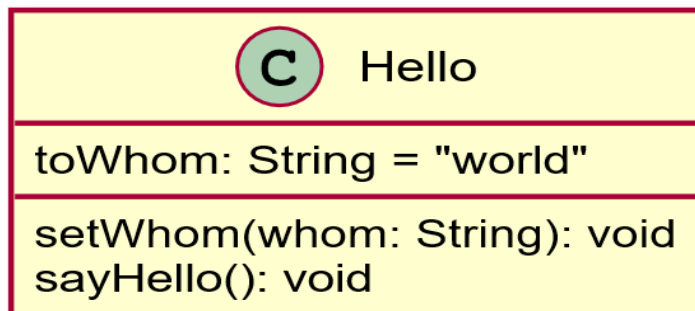 C Hello
toWhom: String = "world"
setWhom(whom: String): void
sayHello(): void